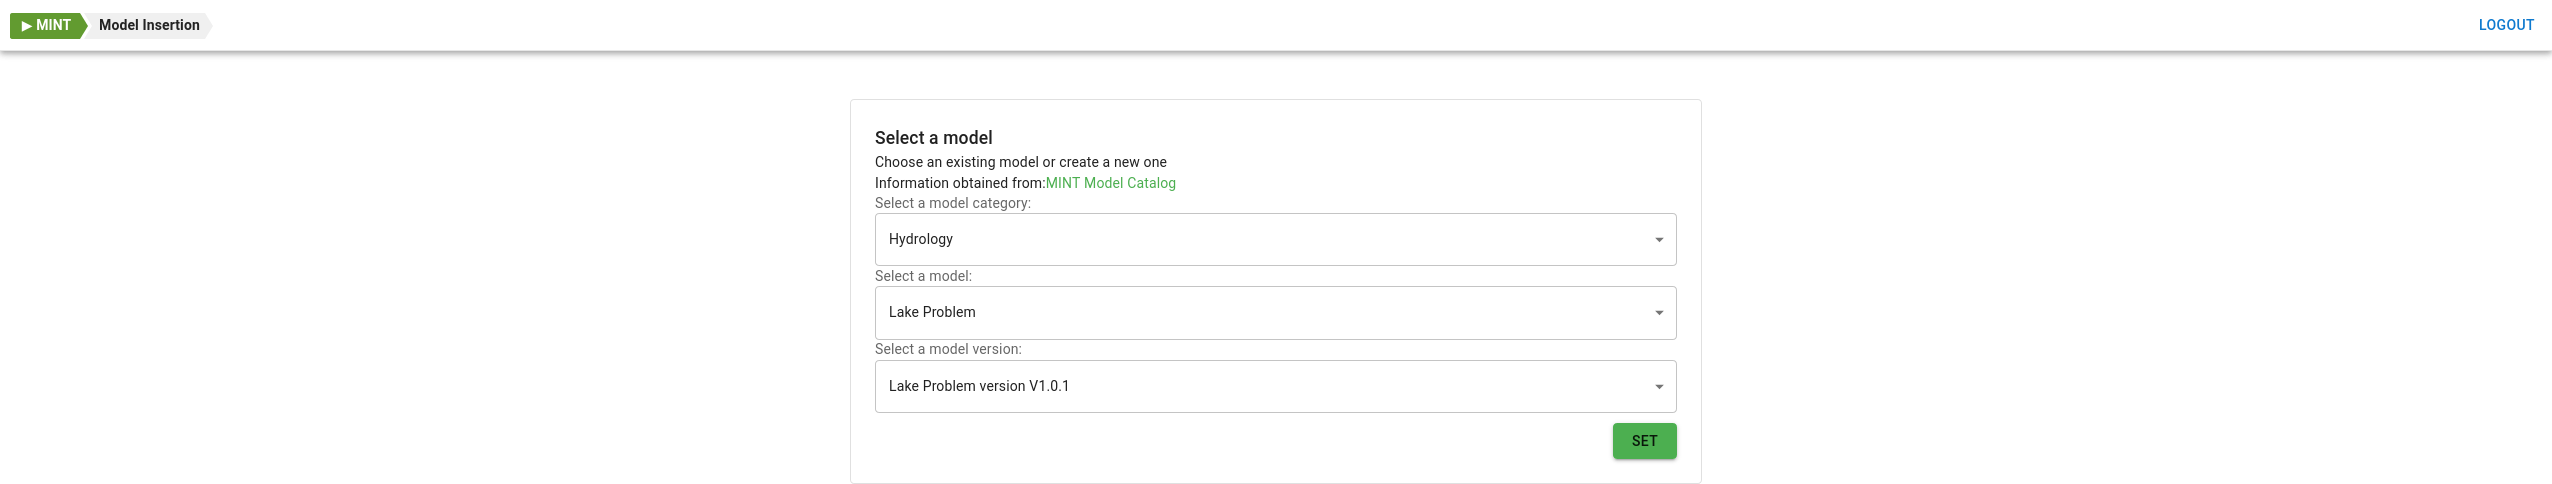 ▶ MINT Model Insertion LOGOUT
Select a model
Choose an existing model or create a new one
Information obtained from:MINT Model Catalog
Select a model category:
Hydrology
Select a model:
Lake Problem
Select a model version:
Lake Problem version V1.0.1
SET